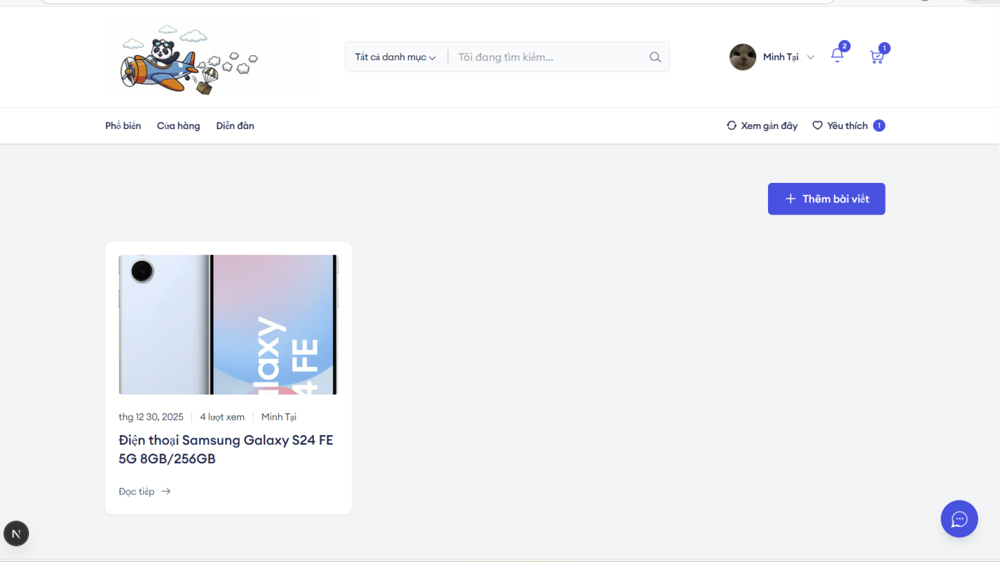 Tất cả danh mục
Tôi đang tìm kiếm...
Minh Tại
2
1
Phổ biến
Cửa hàng
Diễn đàn
Xem gần đây
Yêu thích
1
Thêm bài viết
laxy
4 FE
thg 12 30, 2025
4 lượt xem
Minh Tại
Điện thoại Samsung Galaxy S24 FE
5G 8GB/256GB
Đọc tiếp
N